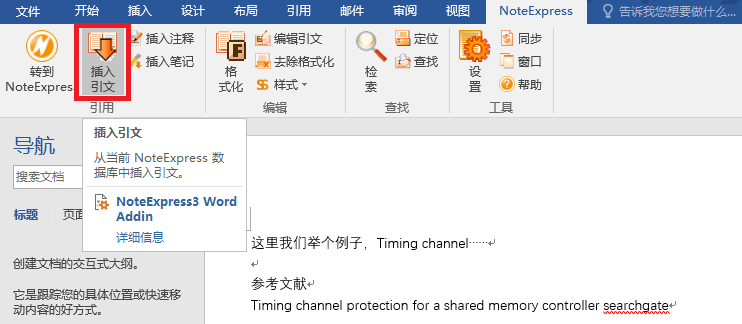 文件 开始 插入 设计 布局 引用 邮件 审阅 视图 NoteExpress 告诉我您想要做什么...
转到 NoteExpress
插入 引文
插入注释
插入笔记
引用
格 式化
编辑引文
去除格式化
样式
编辑
检 索
定位
查找
查找
设 置
同步
窗口
帮助
工具
导航
搜索文档
标题 页面
创建文档的交互式大纲。
它是跟踪您的具体位置或快速移
动内容的好方式。
插入引文
从当前 NoteExpress 数
据库中插入引文。
NoteExpress3 Word
Addin
详细信息
这里我们举个例子，Timing channel……
参考文献
Timing channel protection for a shared memory controller searchgate